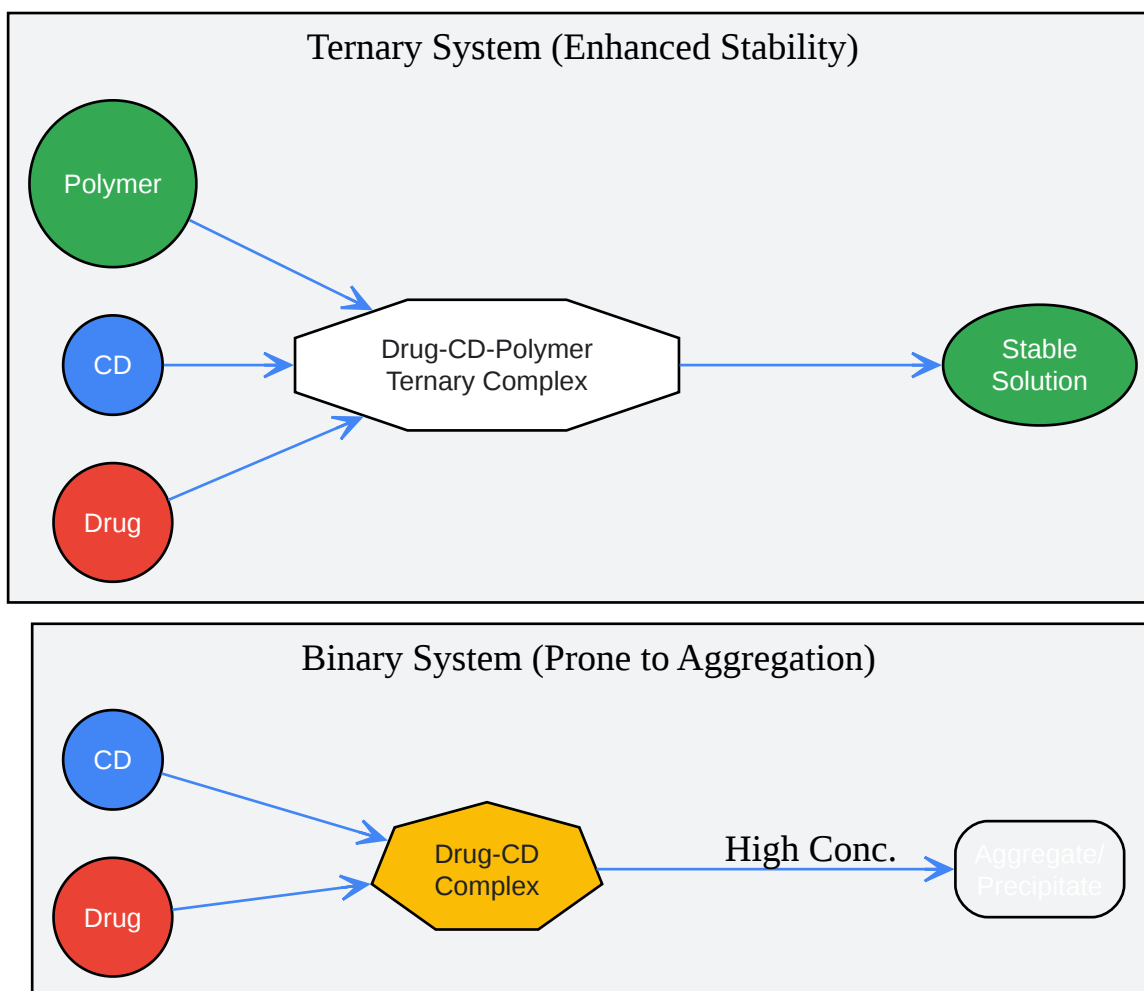 Ternary System (Enhanced Stability)
Polymer
CD
Drug-CD-Polymer
Ternary Complex
Stable
Solution
Drug
Binary System (Prone to Aggregation)
CD
Drug-CD
Complex
High Conc.
Aggregate/
Precipitate
Drug